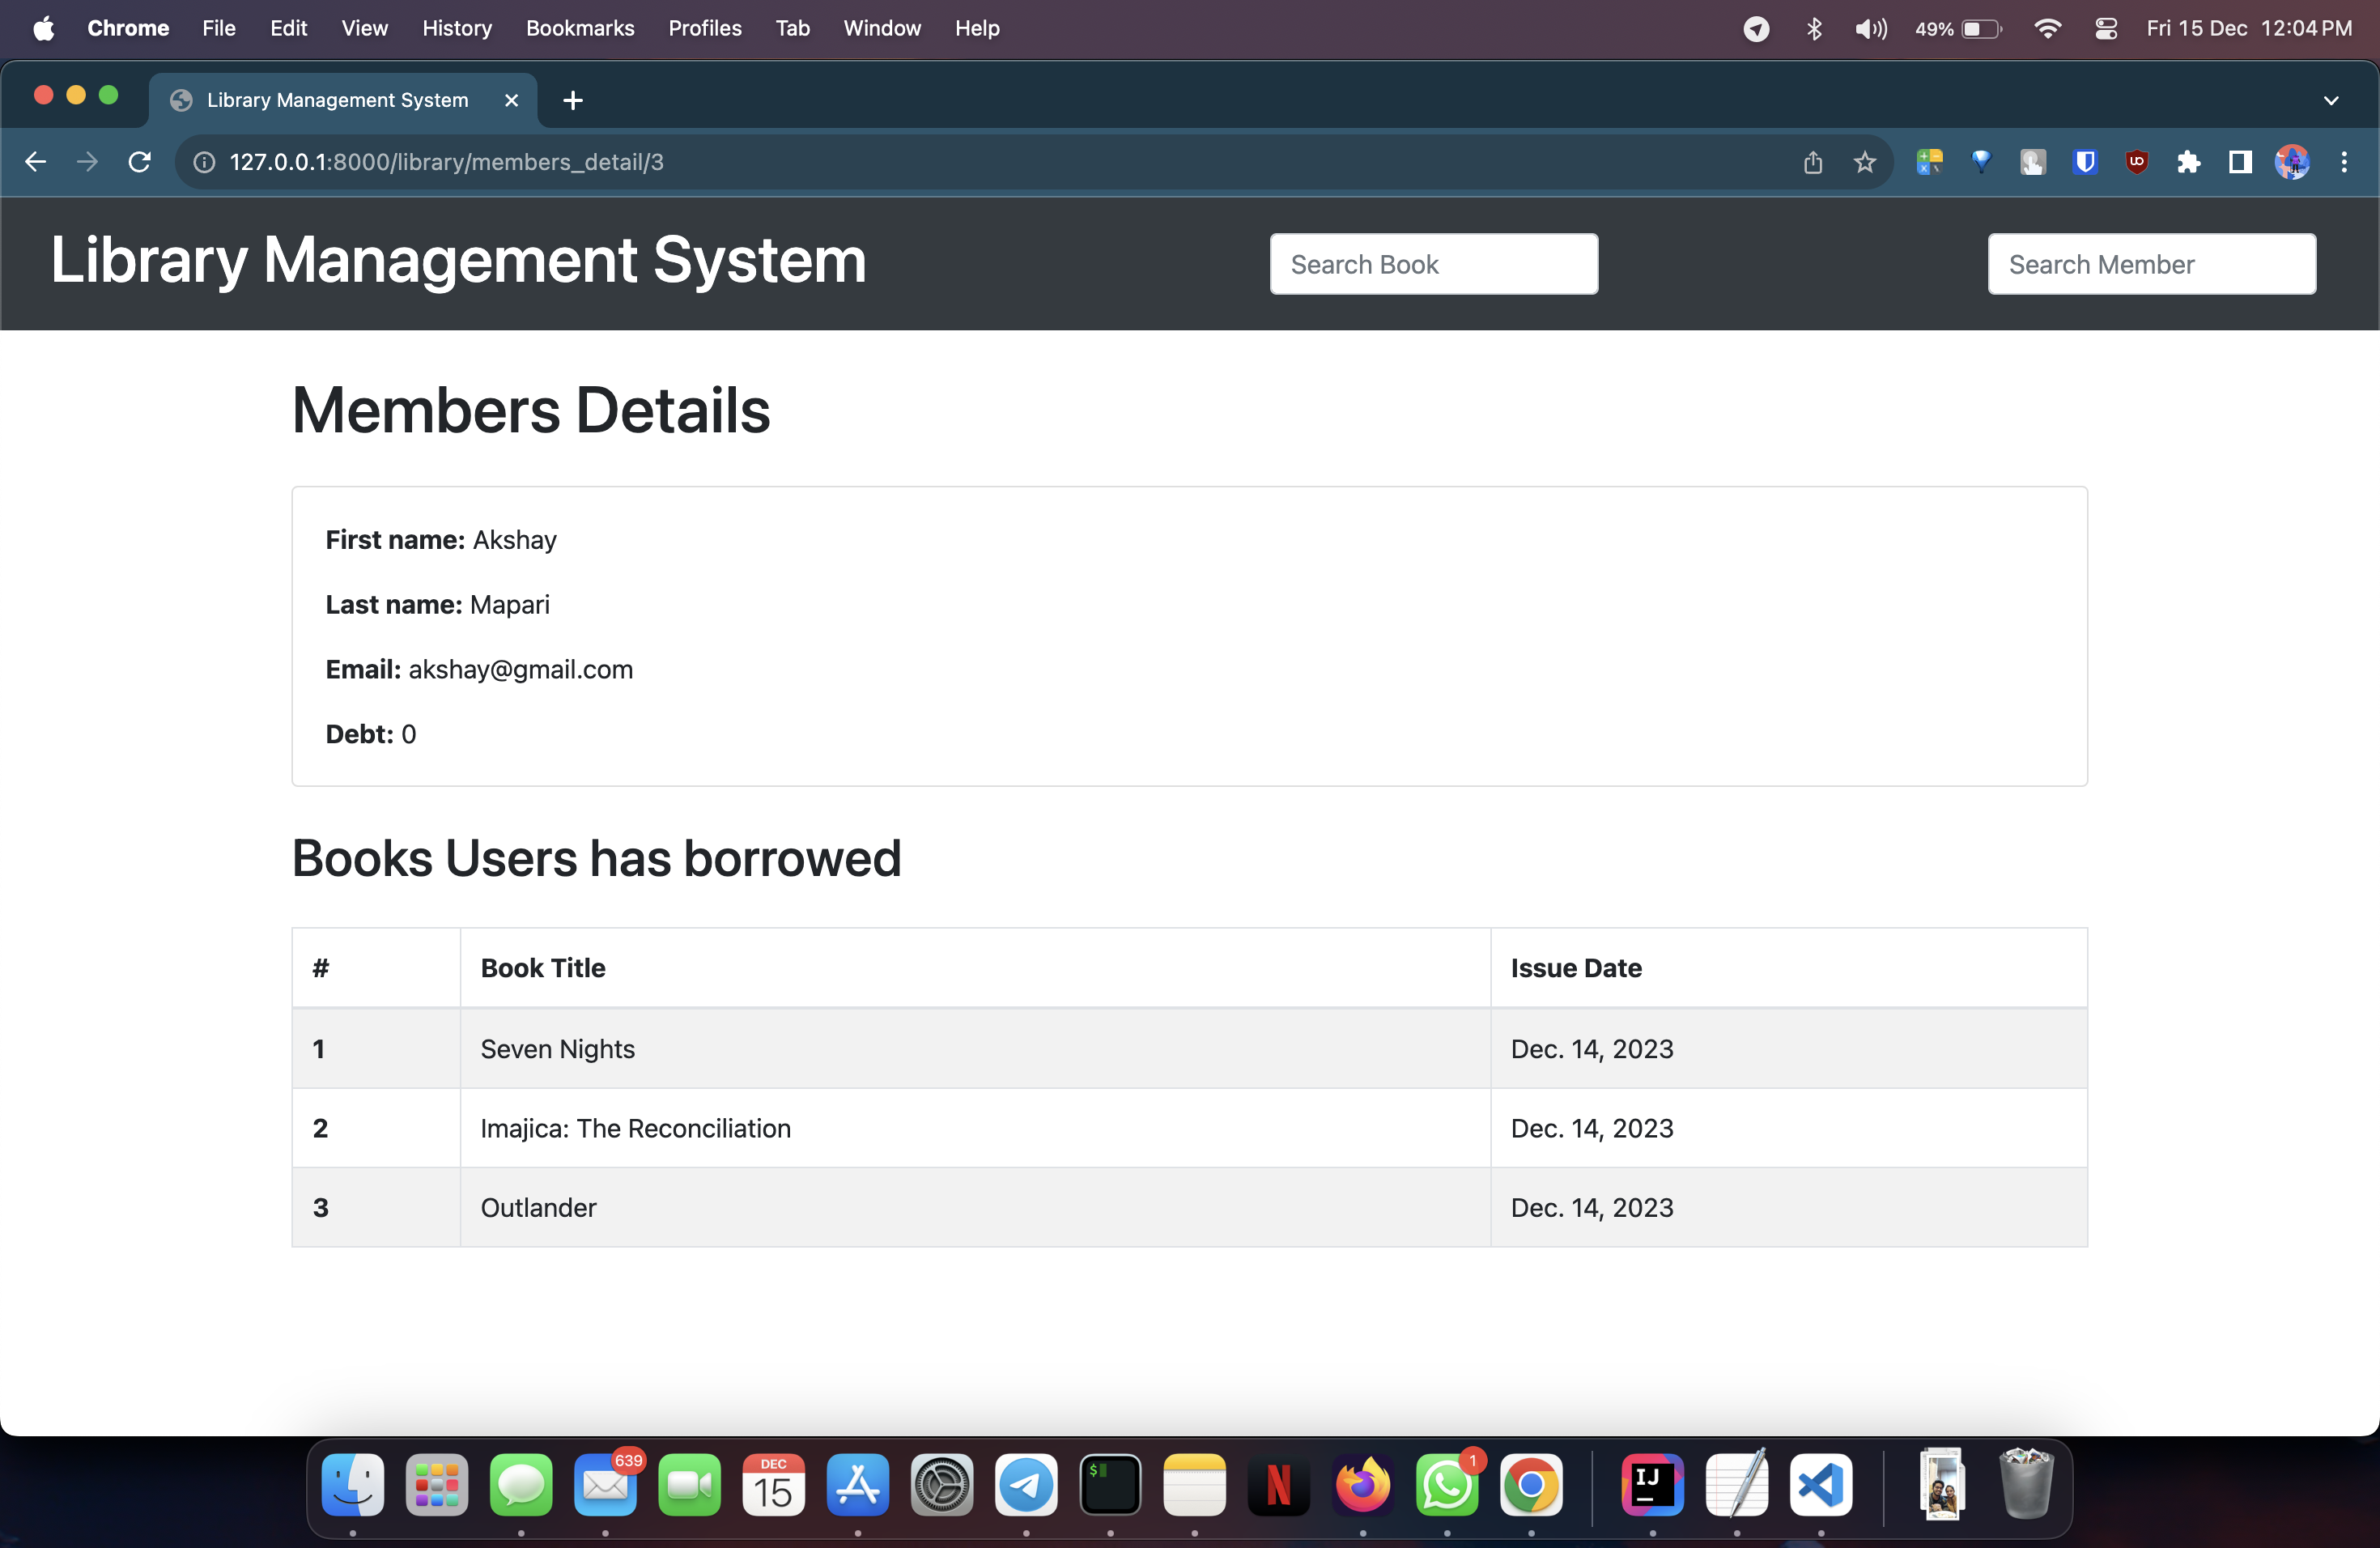 Chrome File Edit View History Bookmarks Profiles Tab Window Help 49% Fri 15 Dec 12:04 PM
Library Management System
127.0.0.1:8000/library/members_detail/3
Library Management System Search Book Search Member
Members Details
First name: Akshay
Last name: Mapari
Email: akshay@gmail.com
Debt: 0
Books Users has borrowed
# Book Title Issue Date
1 Seven Nights Dec. 14, 2023
2 Imajica: The Reconciliation Dec. 14, 2023
3 Outlander Dec. 14, 2023
639 DEC 1
15 $ N IJ